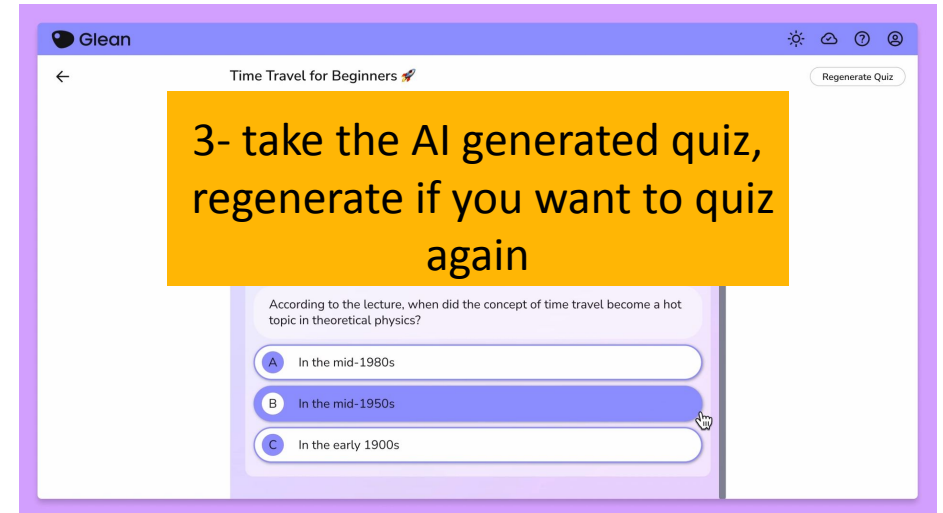 Glean
Time Travel for Beginners 🚀
Regenerate Quiz
3- take the AI generated quiz,
regenerate if you want to quiz
again
According to the lecture, when did the concept of time travel become a hot
topic in theoretical physics?
A In the mid-1980s
B In the mid-1950s
C In the early 1900s